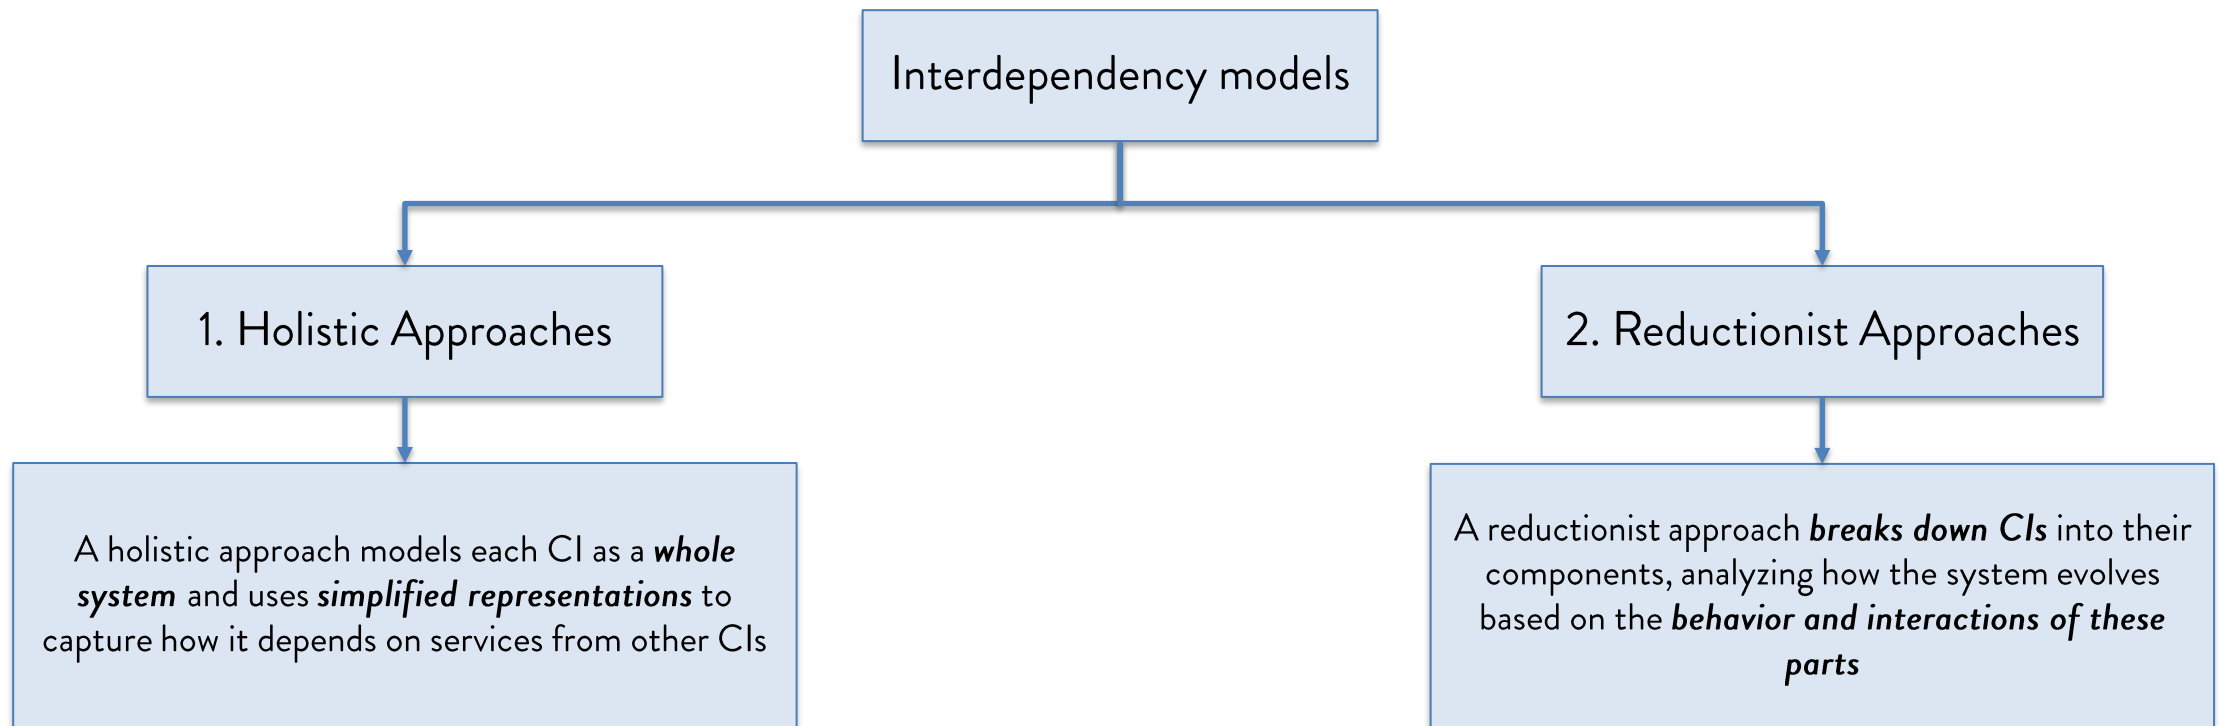 Interdependency models
1. Holistic Approaches
2. Reductionist Approaches
A holistic approach models each CI as a whole
system and uses simplified representations to
capture how it depends on services from other CIs
A reductionist approach breaks down CIs into their
components, analyzing how the system evolves
based on the behavior and interactions of these
parts